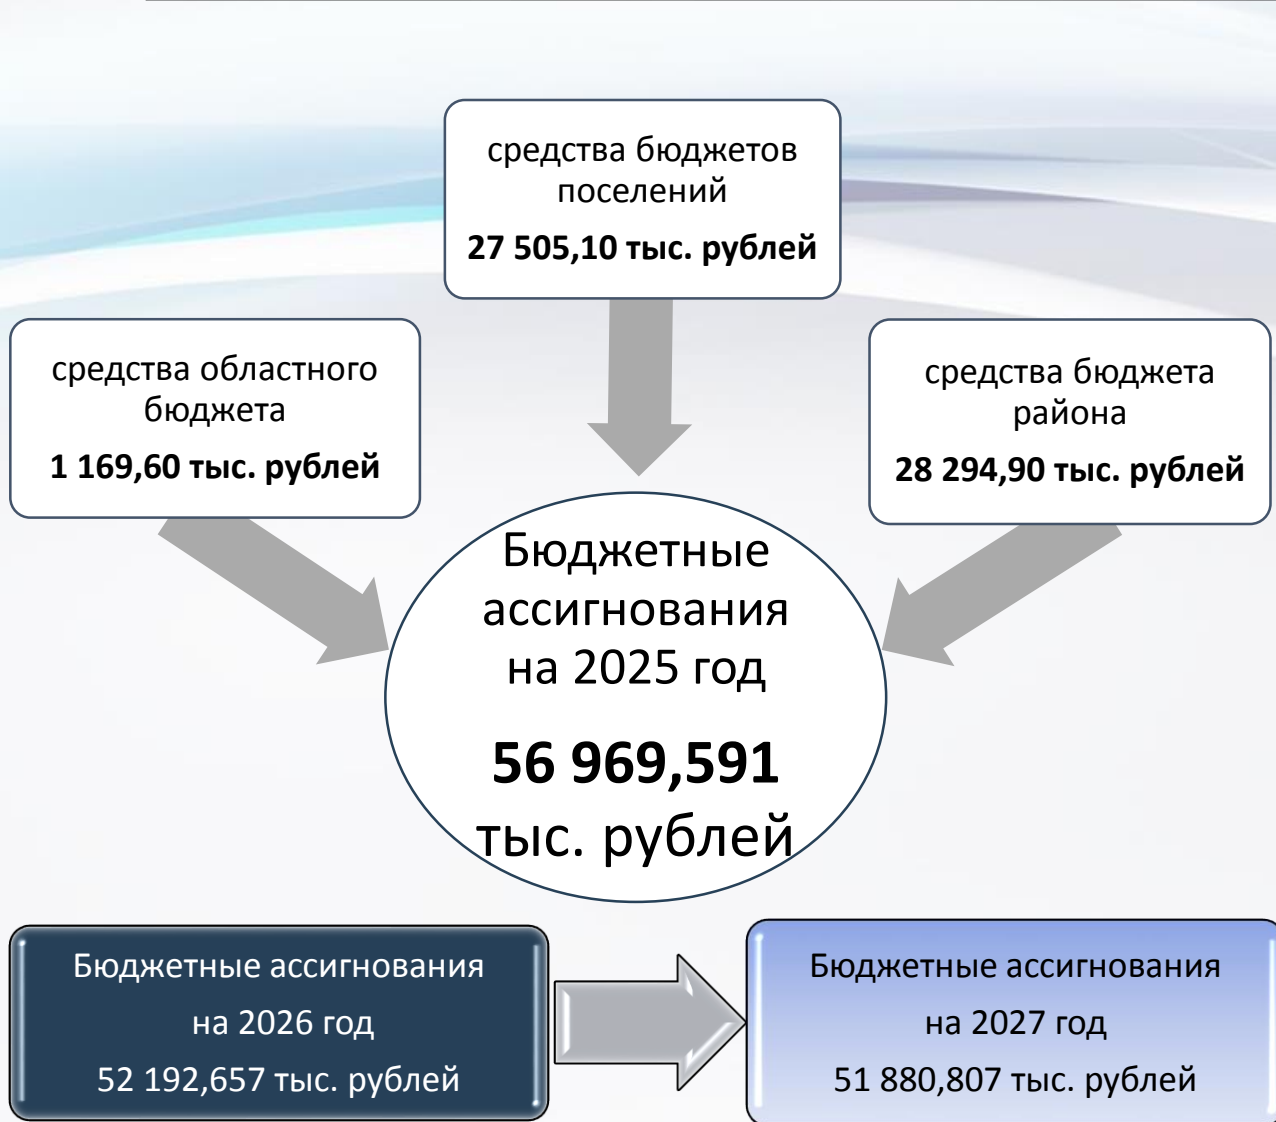 средства бюджетов
поселений
27 505,10 тыс. рублей
средства областного
бюджета
1 169,60 тыс. рублей
средства бюджета
района
28 294,90 тыс. рублей
Бюджетные
ассигнования
на 2025 год
56 969,591
тыс. рублей
Бюджетные ассигнования
на 2026 год
52 192,657 тыс. рублей
Бюджетные ассигнования
на 2027 год
51 880,807 тыс. рублей